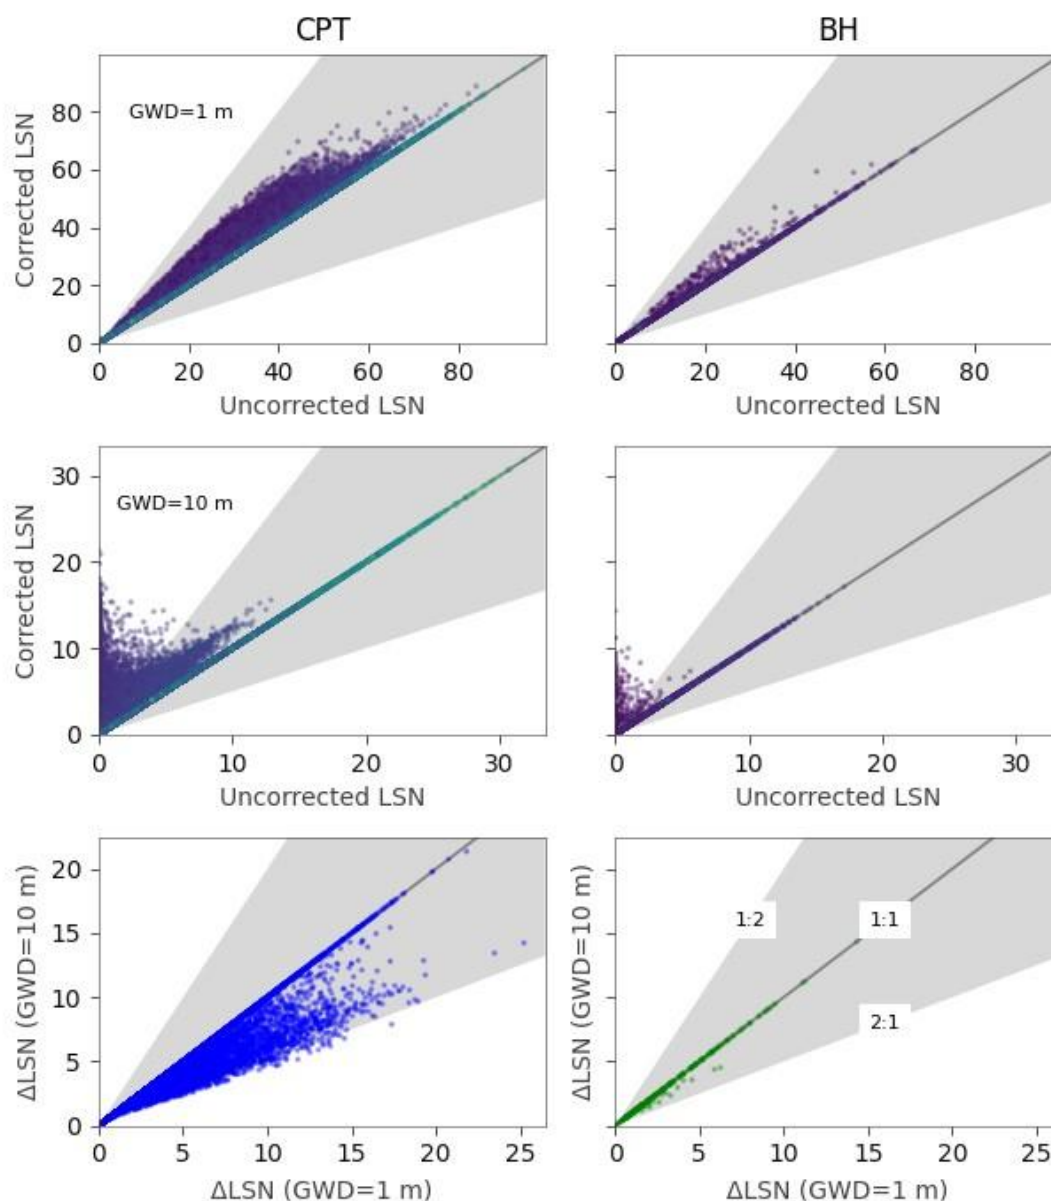 CPT
BH
GWD=1 m
Corrected LSN
80
60
40
20
0
0 20 40 60 80
Uncorrected LSN
Corrected LSN
0 20 40 60 80
Uncorrected LSN
GWD=10 m
Corrected LSN
30
20
10
0
0 10 20 30
Uncorrected LSN
0 10 20 30
Uncorrected LSN
ΔLSN (GWD=10 m)
20
15
10
5
0
0 5 10 15 20 25
ΔLSN (GWD=1 m)
ΔLSN (GWD=10 m)
1:2
1:1
2:1
0 5 10 15 20 25
ΔLSN (GWD=1 m)